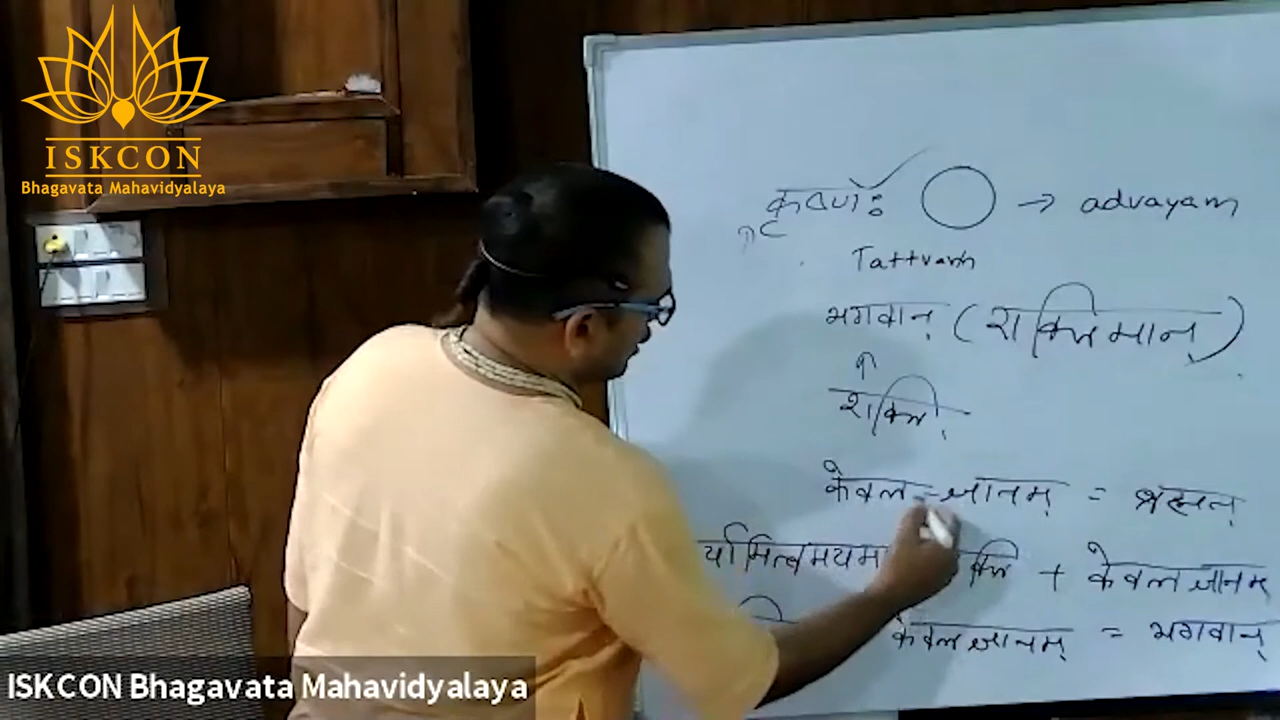 ISKCON
Bhagavata Mahavidyalaya
कृष्णः → advayam
Tattvam
भगवान् (शक्तिमान्)
↑
शक्ति
केवल-ज्ञानम् = ब्रह्मन्
र्यामित्वमयमा क्ति + केवलज्ञानम्
केवलज्ञानम् = भगवान्
ISKCON Bhagavata Mahavidyalaya